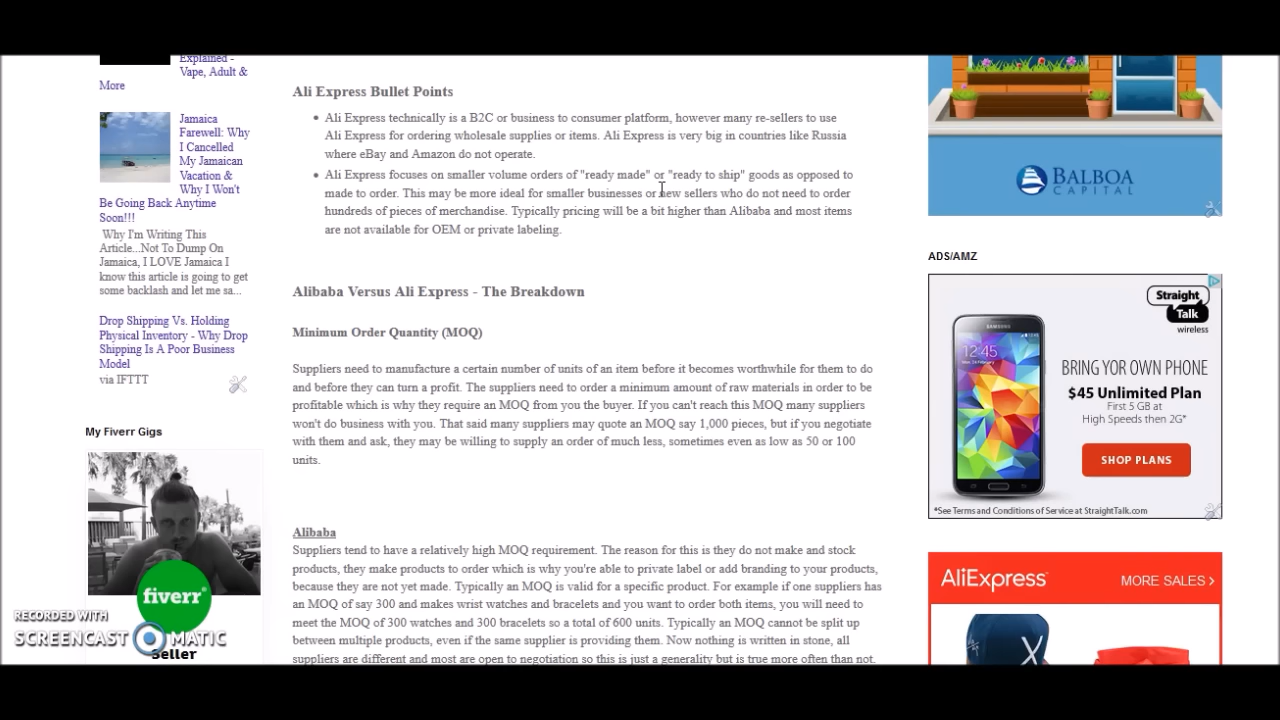 Explained -
Vape, Adult &
More
Jamaica
Farewell: Why
I Cancelled
My Jamaican
Vacation &
Why I Won't
Be Going Back Anytime
Soon!!!
Why I'm Writing This
Article...Not To Dump On
Jamaica, I LOVE Jamaica I
know this article is going to get
some backlash and let me sa...
Drop Shipping Vs. Holding
Physical Inventory - Why Drop
Shipping Is A Poor Business
Model
via IFTTT
My Fiverr Gigs
fiverr®
Seller
RECORDED WITH
SCREENCAST MATIC
Ali Express Bullet Points
Ali Express technically is a B2C or business to consumer platform, however many re-sellers to use
Ali Express for ordering wholesale supplies or items. Ali Express is very big in countries like Russia
where eBay and Amazon do not operate.
Ali Express focuses on smaller volume orders of "ready made" or "ready to ship" goods as opposed to
made to order. This may be more ideal for smaller businesses or new sellers who do not need to order
hundreds of pieces of merchandise. Typically pricing will be a bit higher than Alibaba and most items
are not available for OEM or private labeling.
Alibaba Versus Ali Express - The Breakdown
Minimum Order Quantity (MOQ)
Suppliers need to manufacture a certain number of units of an item before it becomes worthwhile for them to do
and before they can turn a profit. The suppliers need to order a minimum amount of raw materials in order to be
profitable which is why they require an MOQ from you the buyer. If you can't reach this MOQ many suppliers
won't do business with you. That said many suppliers may quote an MOQ say 1,000 pieces, but if you negotiate
with them and ask, they may be willing to supply an order of much less, sometimes even as low as 50 or 100
units.
Alibaba
Suppliers tend to have a relatively high MOQ requirement. The reason for this is they do not make and stock
products, they make products to order which is why you're able to private label or add branding to your products,
because they are not yet made. Typically an MOQ is valid for a specific product. For example if one suppliers has
an MOQ of say 300 and makes wrist watches and bracelets and you want to order both items, you will need to
meet the MOQ of 300 watches and 300 bracelets so a total of 600 units. Typically an MOQ cannot be split up
between multiple products, even if the same supplier is providing them. Now nothing is written in stone, all
suppliers are different and most are open to negotiation so this is just a generality but is true more often than not.
BALBOA
CAPITAL
ADS/AMZ
Straight
Talk
wireless
SAMSUNG
12:45
BRING YOR OWN PHONE
$45 Unlimited Plan
First 5 GB at
High Speeds then 2G*
SHOP PLANS
*See Terms and Conditions of Service at StraightTalk.com
AliExpress™
MORE SALES >